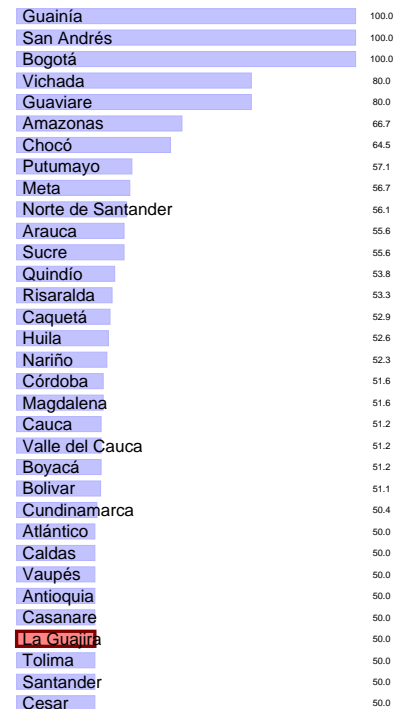 Guainía 100.0
San Andrés 100.0
Bogotá 100.0
Vichada 80.0
Guaviare 80.0
Amazonas 66.7
Chocó 64.5
Putumayo 57.1
Meta 56.7
Norte de Santander 56.1
Arauca 55.6
Sucre 55.6
Quindío 53.8
Risaralda 53.3
Caquetá 52.9
Huila 52.6
Nariño 52.3
Córdoba 51.6
Magdalena 51.6
Cauca 51.2
Valle del Cauca 51.2
Boyacá 51.2
Bolivar 51.1
Cundinamarca 50.4
Atlántico 50.0
Caldas 50.0
Vaupés 50.0
Antioquia 50.0
Casanare 50.0
La Guajira 50.0
Tolima 50.0
Santander 50.0
Cesar 50.0